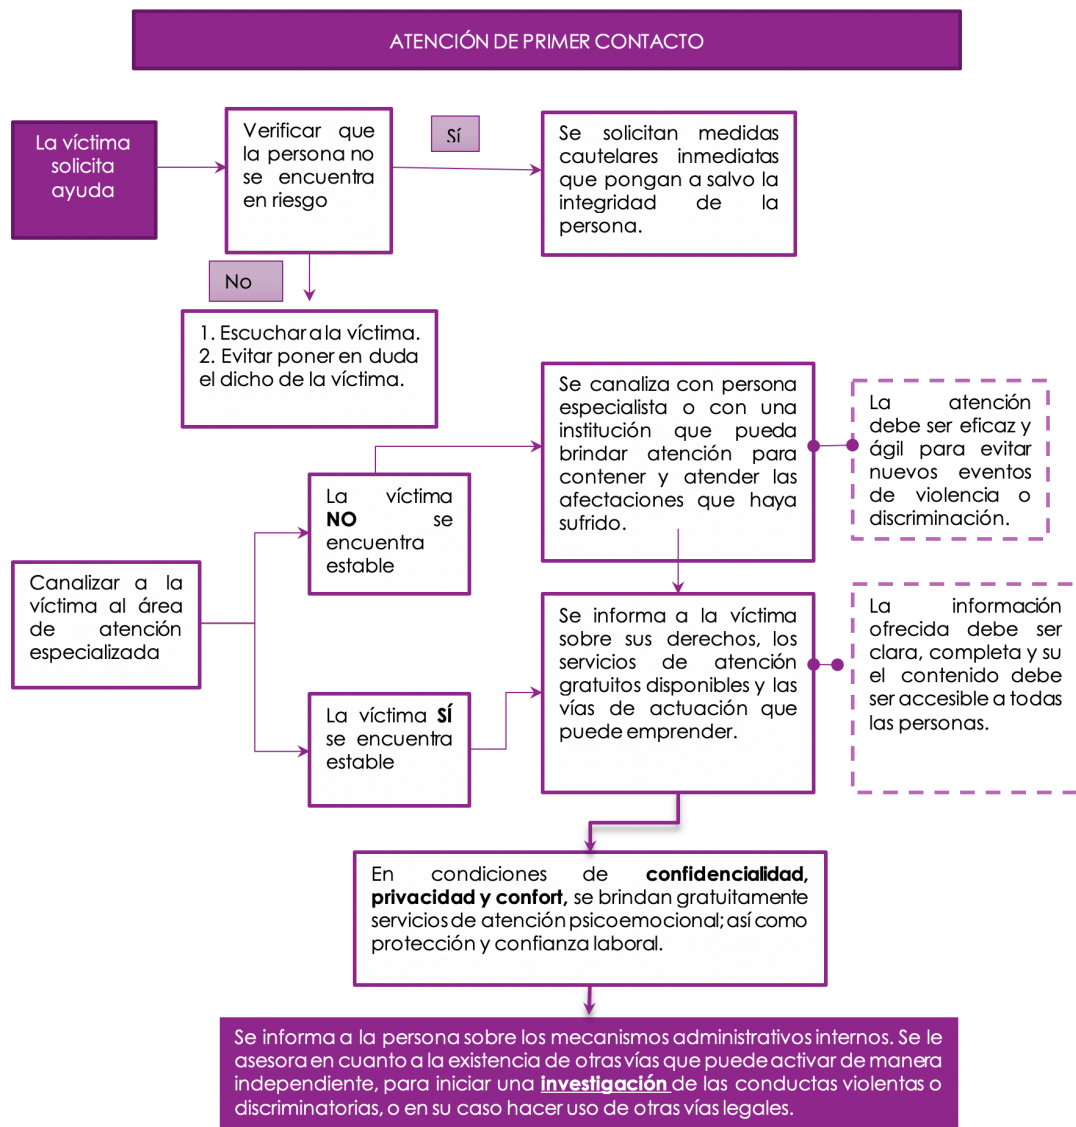 ATENCIÓN DE PRIMER CONTACTO
La víctima
solicita
ayuda
Verificar que
la persona no
se encuentra
en riesgo
Sí
Se solicitan medidas
cautelares inmediatas
que pongan a salvo la
integridad de la
persona.
No
1. Escuchar a la víctima.
2. Evitar poner en duda
el dicho de la víctima.
Se canaliza con persona
especialista o con una
institución que pueda
brindar atención para
contener y atender las
afectaciones que haya
sufrido.
La atención
debe ser eficaz y
ágil para evitar
nuevos eventos
de violencia o
discriminación.
La víctima
NO se
encuentra
estable
Canalizar a la
víctima al área
de atención
especializada
Se informa a la víctima
sobre sus derechos, los
servicios de atención
gratuitos disponibles y las
vías de actuación que
puede emprender.
La información
ofrecida debe ser
clara, completa y su
el contenido debe
ser accesible a todas
las personas.
La víctima SÍ
se encuentra
estable
En condiciones de confidencialidad,
privacidad y confort, se brindan gratuitamente
servicios de atención psicoemocional; así como
protección y confianza laboral.
Se informa a la persona sobre los mecanismos administrativos internos. Se le
asesora en cuanto a la existencia de otras vías que puede activar de manera
independiente, para iniciar una investigación de las conductas violentas o
discriminatorias, o en su caso hacer uso de otras vías legales.